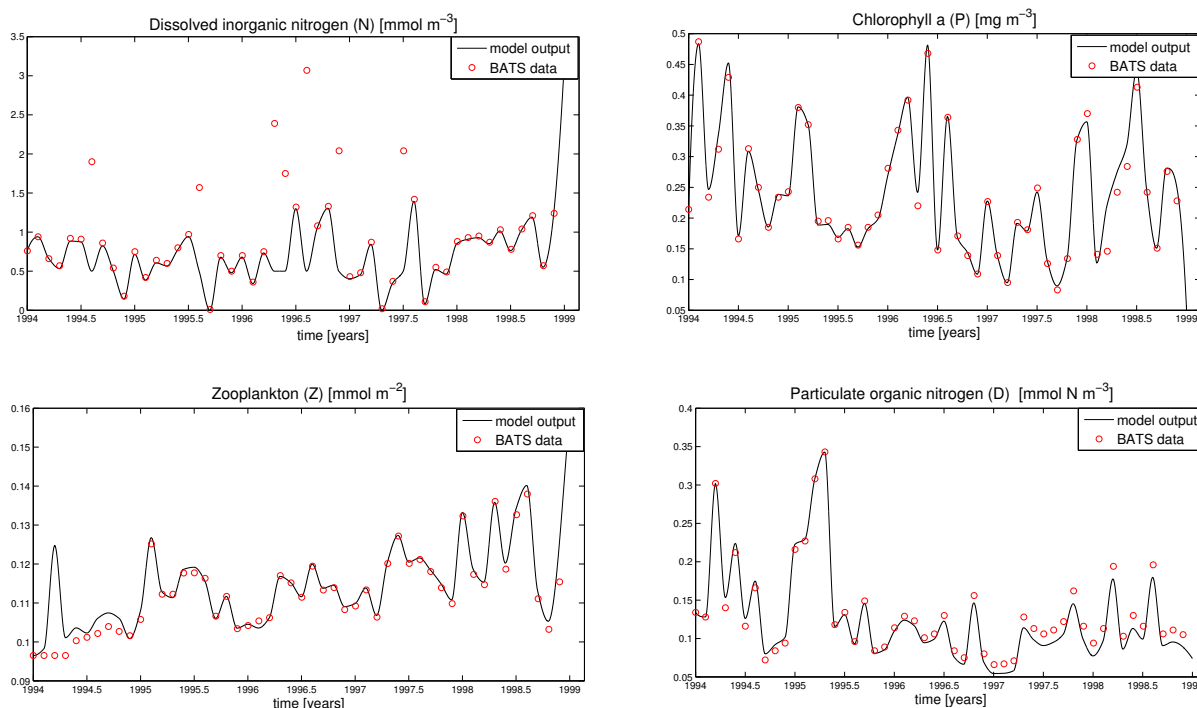 Dissolved inorganic nitrogen (N) [mmol m−3]
3.5
3
2.5
2
1.5
1
0.5
0
model output
BATS data
1994 1994.5 1995 1995.5 1996 1996.5 1997 1997.5 1998 1998.5 1999
time [years]
Chlorophyll a (P) [mg m−3]
0.5
0.45
0.4
0.35
0.3
0.25
0.2
0.15
0.1
0.05
model output
BATS data
1994 1994.5 1995 1995.5 1996 1996.5 1997 1997.5 1998 1998.5 1999
time [years]
Zooplankton (Z) [mmol m−2]
0.16
0.15
0.14
0.13
0.12
0.11
0.1
0.09
model output
BATS data
1994 1994.5 1995 1995.5 1996 1996.5 1997 1997.5 1998 1998.5 1999
time [years]
Particulate organic nitrogen (D) [mmol N m−3]
0.4
0.35
0.3
0.25
0.2
0.15
0.1
0.05
model output
BATS data
1994 1994.5 1995 1995.5 1996 1996.5 1997 1997.5 1998 1998.5 1999
time [years]